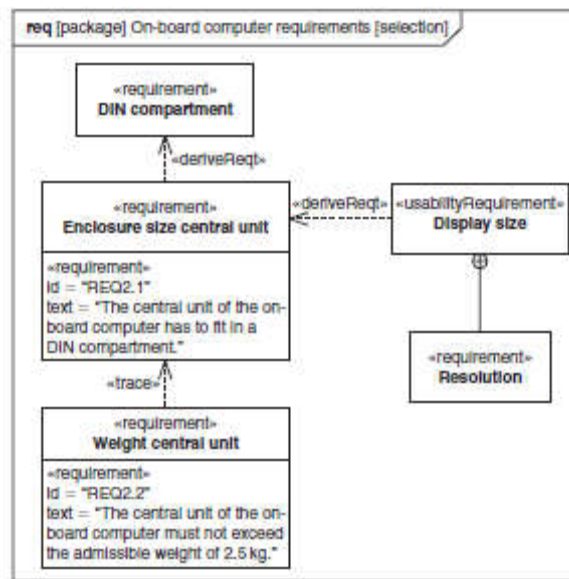 req [package] On-board computer requirements [selection]
«requirement»
DIN compartment
«deriveReqt»
«requirement»
Enclosure size central unit
«requirement»
id = "REQ2.1"
text = "The central unit of the on-
board computer has to fit in a
DIN compartment."
«deriveReqt»
«usabilityRequirement»
Display size
«requirement»
Resolution
«trace»
«requirement»
Weight central unit
«requirement»
id = "REQ2.2"
text = "The central unit of the on-
board computer must not exceed
the admissible weight of 2.5 kg."